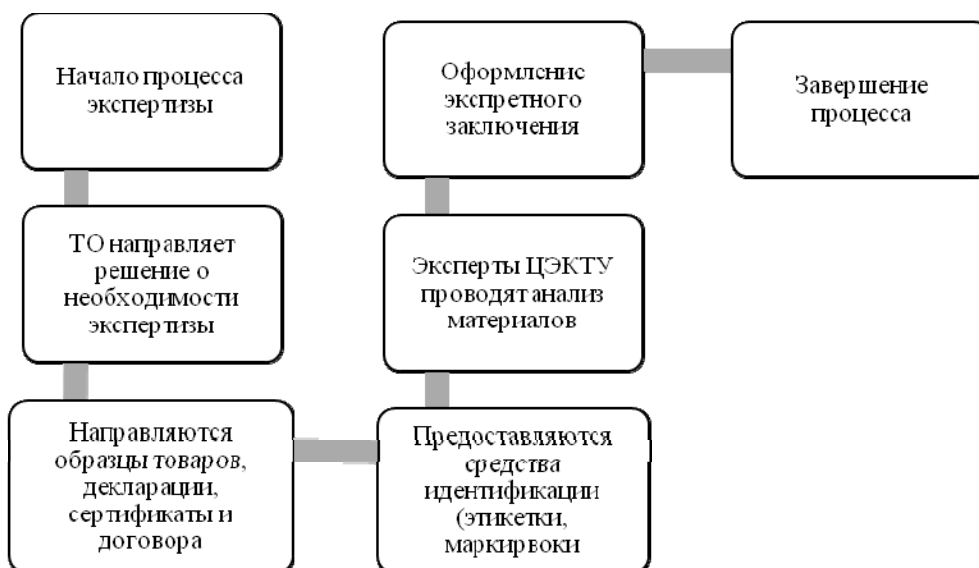 Начало процесса
экспертизы
ТО направляет
решение о
необходимости
экспертизы
Направляются
образцы товаров,
декларации,
сертификаты и
договора
Предоставляются
средства
идентификации
(этикетки,
маркирвоки
Эксперты ЦЭКТУ
проводят анализ
материалов
Оформление
экспретного
заключения
Завершение
процесса